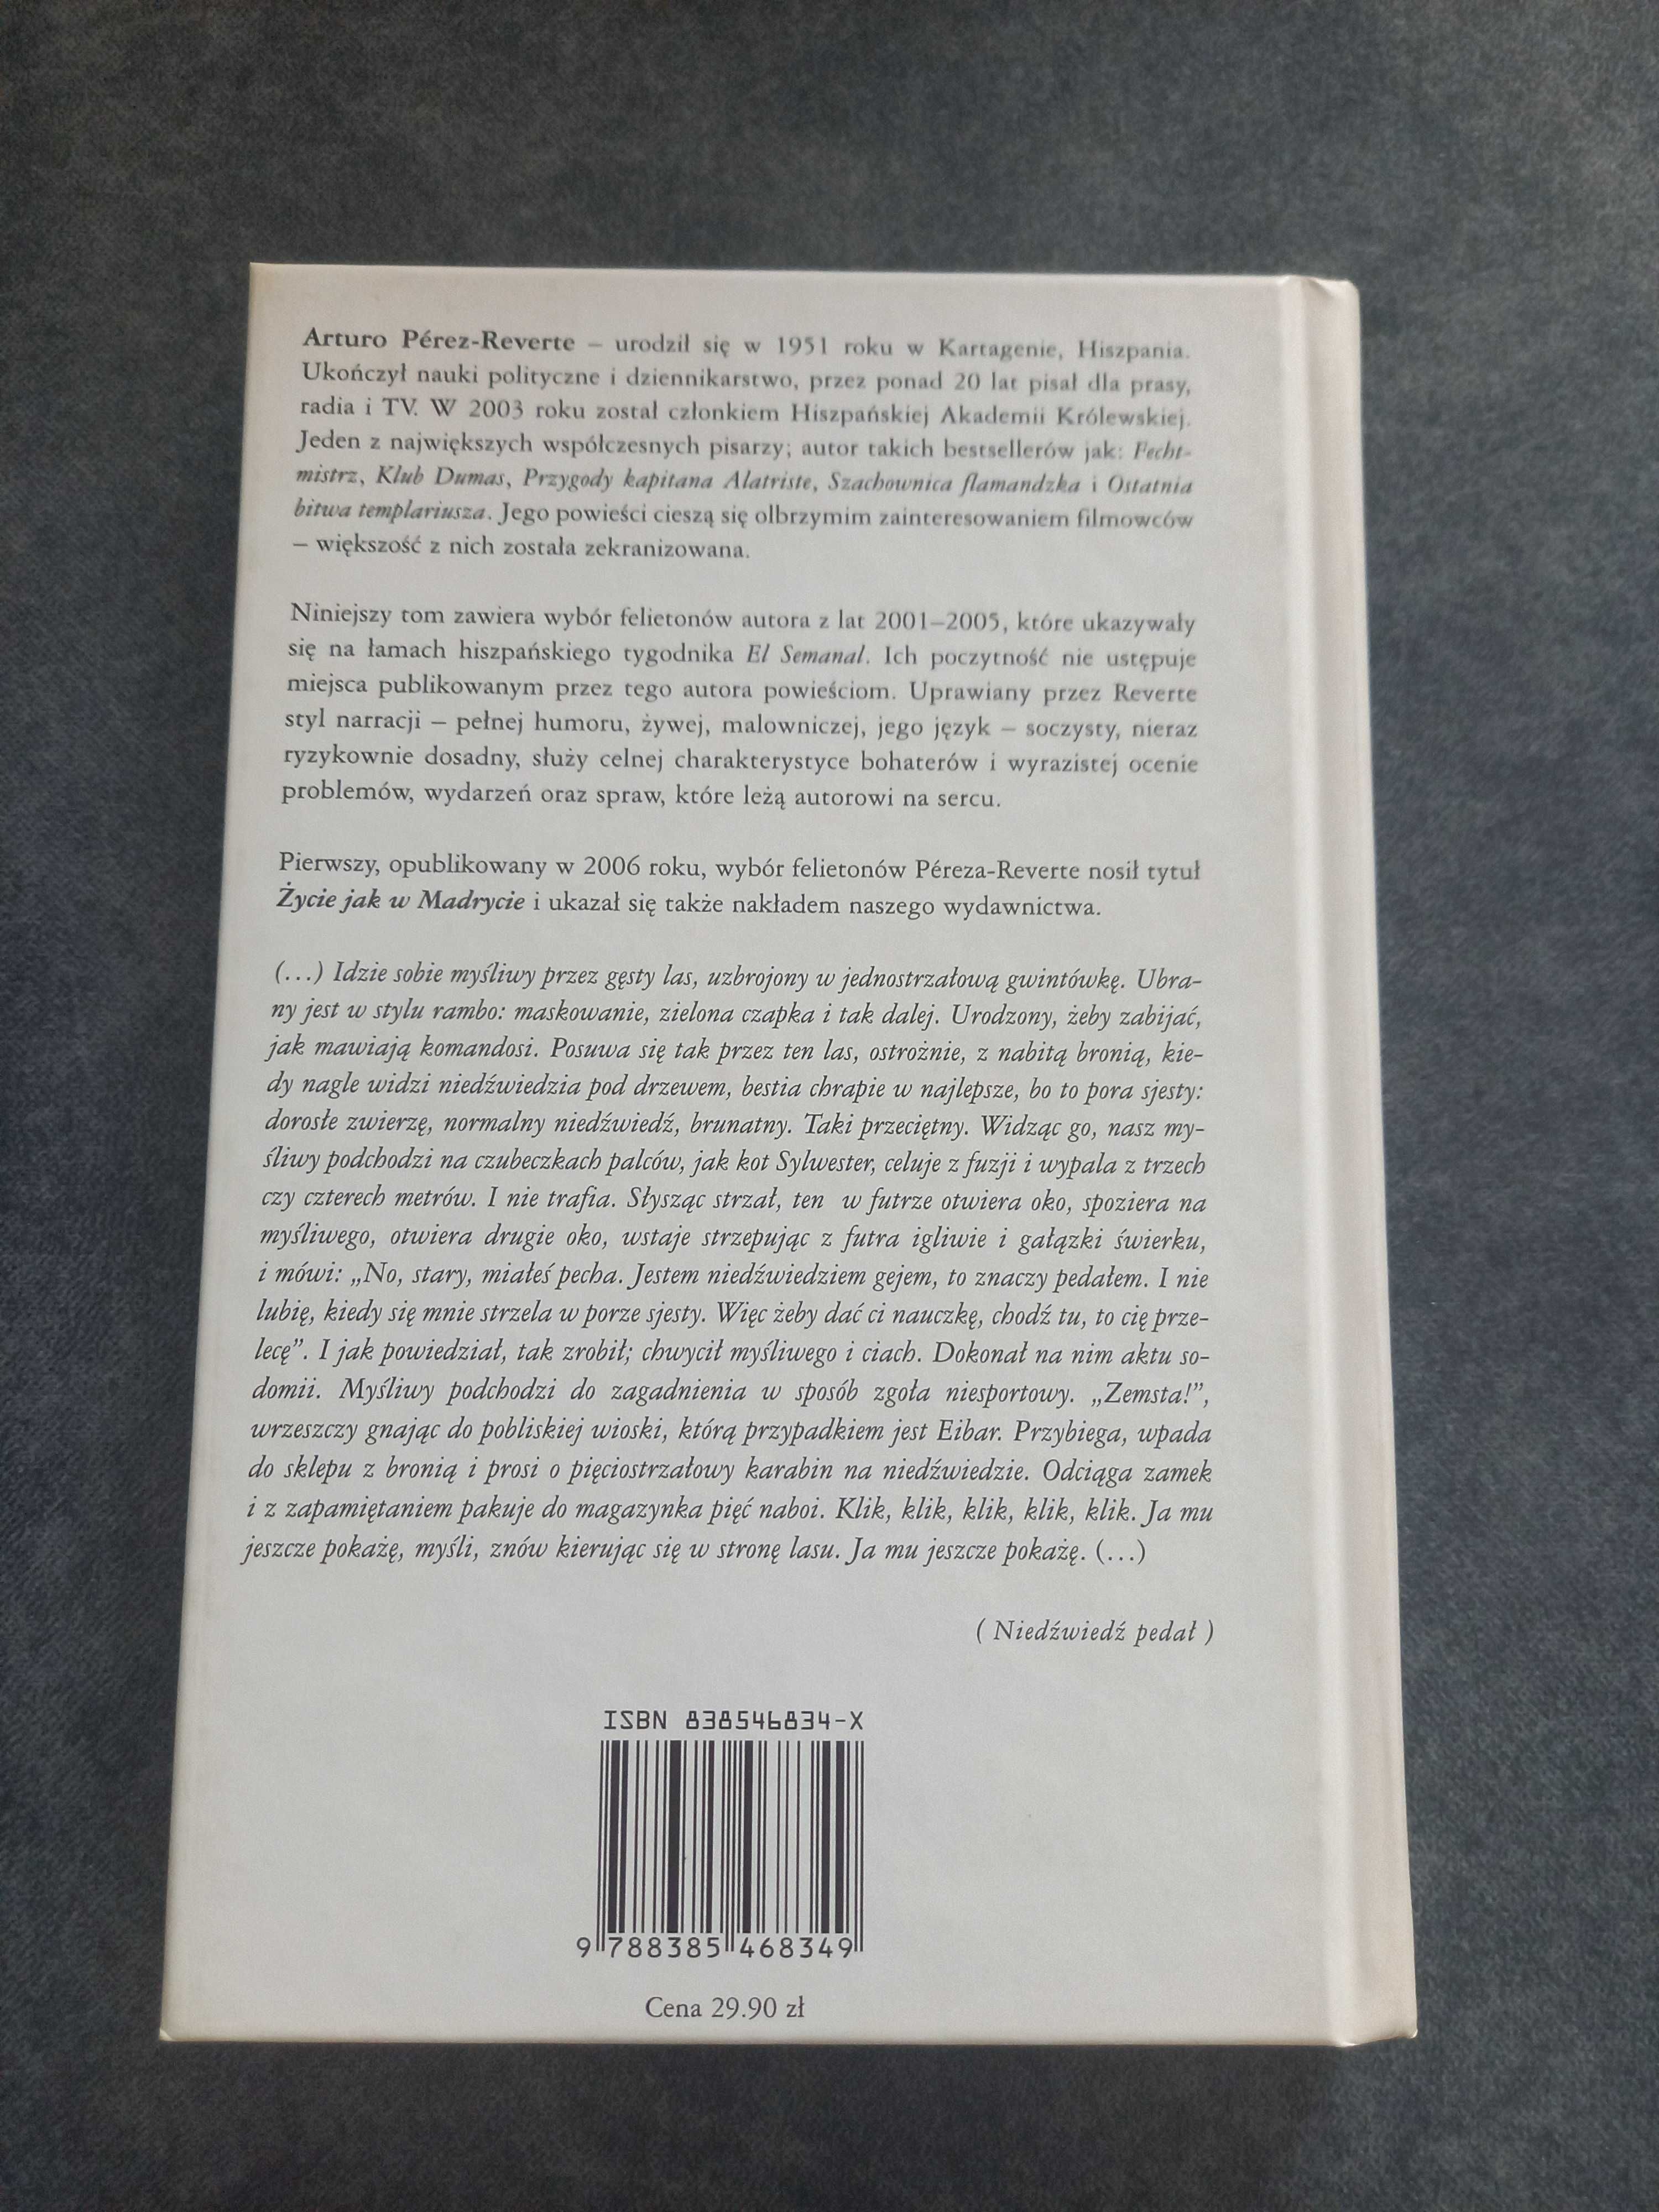 Arturo Pérez-Reverte – urodził się w 1951 roku w Kartagenie, Hiszpania.
Ukończył nauki polityczne i dziennikarstwo, przez ponad 20 lat pisał dla prasy,
radia i TV. W 2003 roku został członkiem Hiszpańskiej Akademii Królewskiej.
Jeden z największych współczesnych pisarzy; autor takich bestsellerów jak: Fecht-
mistrz, Klub Dumas, Przygody kapitana Alatriste, Szachownica flamandzka i Ostatnia
bitwa templariusza. Jego powieści cieszą się olbrzymim zainteresowaniem filmowców
– większość z nich została zekranizowana.
Niniejszy tom zawiera wybór felietonów autora z lat 2001–2005, które ukazywały
się na łamach hiszpańskiego tygodnika El Semanal. Ich poczytność nie ustępuje
miejsca publikowanym przez tego autora powieściom. Uprawiany przez Reverte
styl narracji – pełnej humoru, żywej, malowniczej, jego język – soczysty, nieraz
ryzykownie dosadny, służy celnej charakterystyce bohaterów i wyrazistej ocenie
problemów, wydarzeń oraz spraw, które leżą autorowi na sercu.
Pierwszy, opublikowany w 2006 roku, wybór felietonów Péreza-Reverte nosił tytuł
Życie jak w Madrycie i ukazał się także nakładem naszego wydawnictwa.
(...) Idzie sobie myśliwy przez gęsty las, uzbrojony w jednostrzałową gwintówkę. Ubra-
ny jest w stylu rambo: maskowanie, zielona czapka i tak dalej. Urodzony, żeby zabijać,
jak mawiają komandosi. Posuwa się tak przez ten las, ostrożnie, z nabitą bronią, kie-
dy nagle widzi niedźwiedzia pod drzewem, bestia chrapie w najlepsze, bo to pora sjesty:
dorosłe zwierzę, normalny niedźwiedź, brunatny. Taki przeciętny. Widząc go, nasz my-
śliwy podchodzi na czubeczkach palców, jak kot Sylwester, celuje z fuzji i wypala z trzech
czy czterech metrów. I nie trafia. Słysząc strzał, ten w futrze otwiera oko, spoziera na
myśliwego, otwiera drugie oko, wstaje strzepując z futra igliwie i gałązki świerku,
i mówi: „No, stary, miałeś pecha. Jestem niedźwiedziem gejem, to znaczy pedałem. I nie
lubię, kiedy się mnie strzela w porze sjesty. Więc żeby dać ci nauczkę, chodź tu, to cię prze-
lecę”. I jak powiedział, tak zrobił; chwycił myśliwego i ciach. Dokonał na nim aktu so-
domii. Myśliwy podchodzi do zagadnienia w sposób zgoła niesportowy. „Zemsta!”,
wrzeszczy gnając do pobliskiej wioski, którą przypadkiem jest Eibar. Przybiega, wpada
do sklepu z bronią i prosi o pięciostrzałowy karabin na niedźwiedzie. Odciąga zamek
i z zapamiętaniem pakuje do magazynka pięć naboi. Klik, klik, klik, klik, klik. Ja mu
jeszcze pokażę, myśli, znów kierując się w stronę lasu. Ja mu jeszcze pokażę. (...)
( Niedźwiedź pedał )
ISBN 838546834-X
9 788385 468349
Cena 29.90 zł